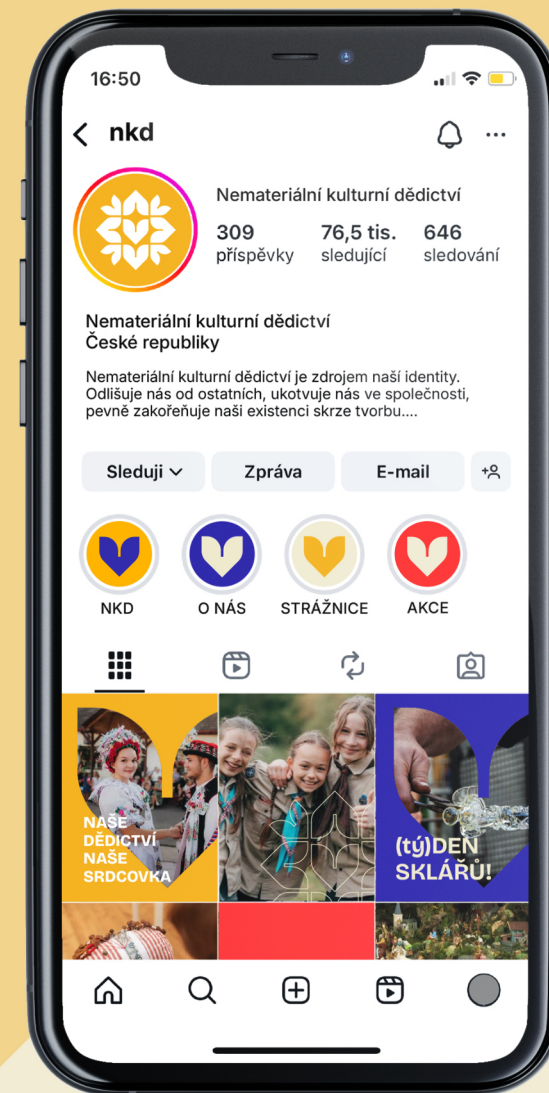 16:50
nkd
Nemateriální kulturní dědictví
309 76,5 tis. 646
příspěvky sledující sledování
Nemateriální kulturní dědictví
České republiky
Nemateriální kulturní dědictví je zdrojem naší identity.
Odlišuje nás od ostatních, ukotvuje nás ve společnosti,
pevně zakořeňuje naši existenci skrze tvorbu....
Sleduji Zpráva E-mail
NKD O NÁS STRÁŽNICE AKCE
NAŠE
DĚDICTVÍ
NAŠE
SRDCOVKA
(tý)DEN
SKLÁŘŮ!